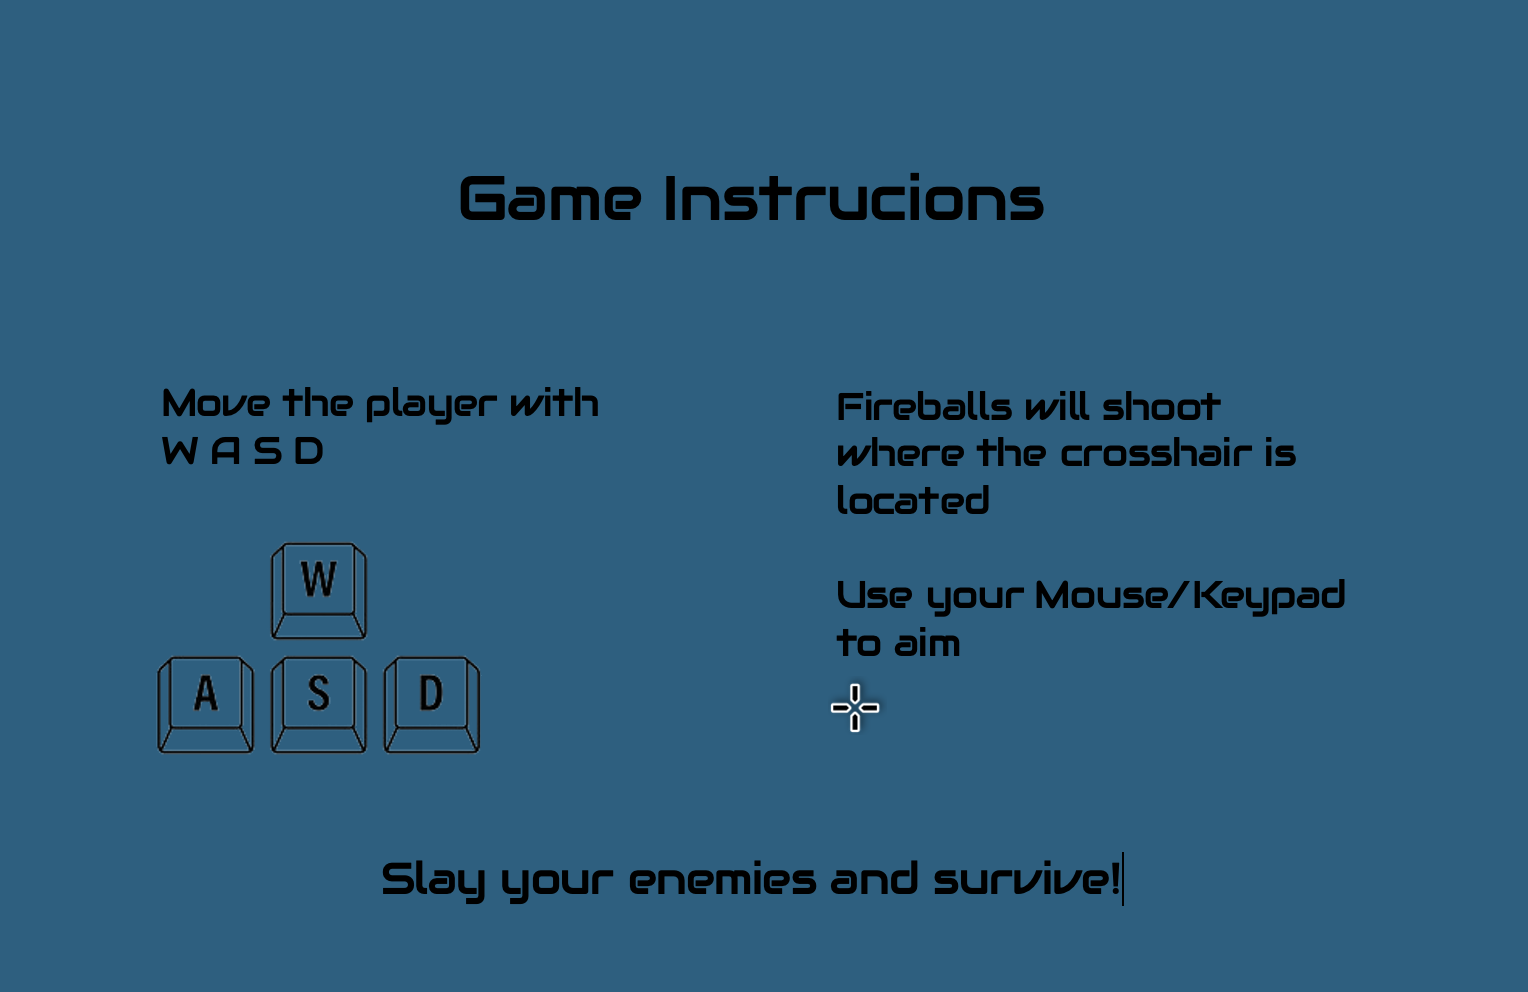 Game Instrucions
Move the player with
W A S D
W
A S D
Fireballs will shoot
where the crosshair is
located
Use your Mouse/Keypad
to aim
Slay your enemies and survive!